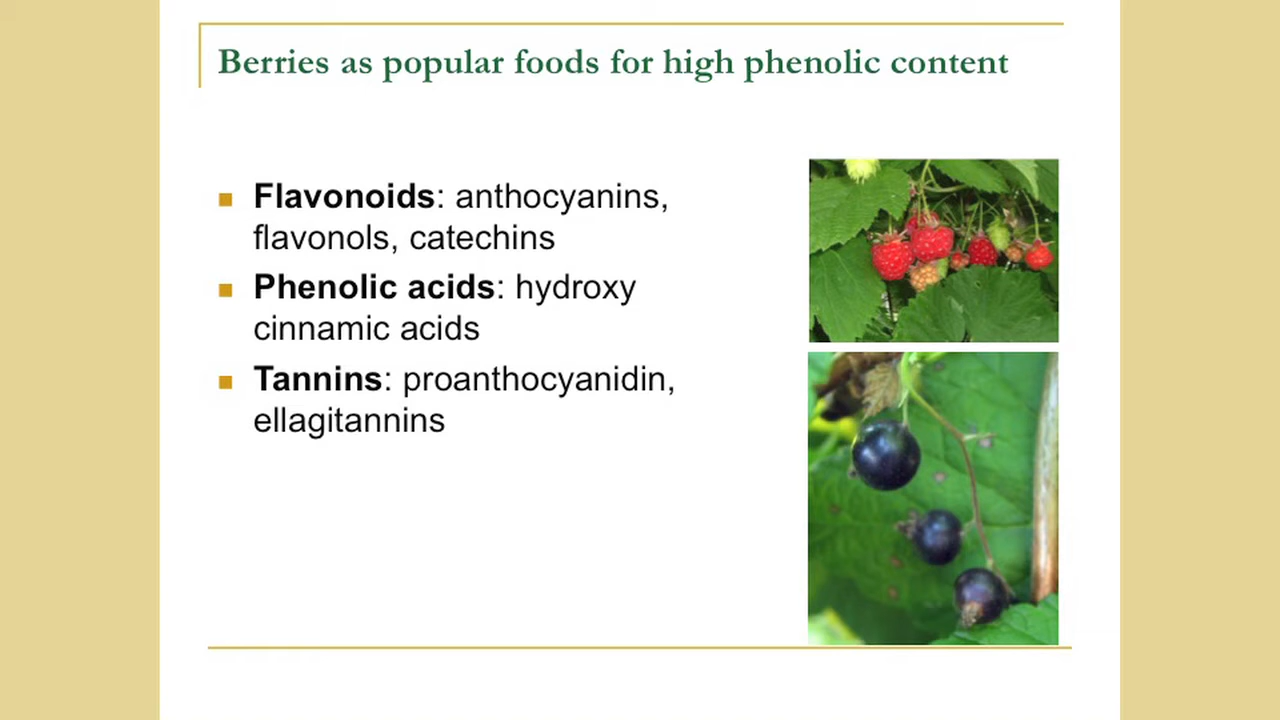 Berries as popular foods for high phenolic content
Flavonoids: anthocyanins,
flavonols, catechins
Phenolic acids: hydroxy
cinnamic acids
Tannins: proanthocyanidin,
ellagitannins